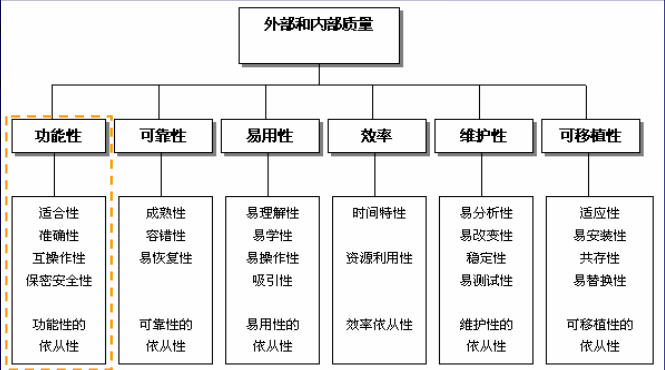 外部和内部质量
功能性
可靠性
易用性
效率
维护性
可移植性
适合性
准确性
互操作性
保密安全性
功能性的
依从性
成熟性
容错性
易恢复性
可靠性的
依从性
易理解性
易学性
易操作性
吸引性
易用性的
依从性
时间特性
资源利用性
效率依从性
易分析性
易改变性
稳定性
易测试性
维护性的
依从性
适应性
易安装性
共存性
易替换性
可移植性的
依从性